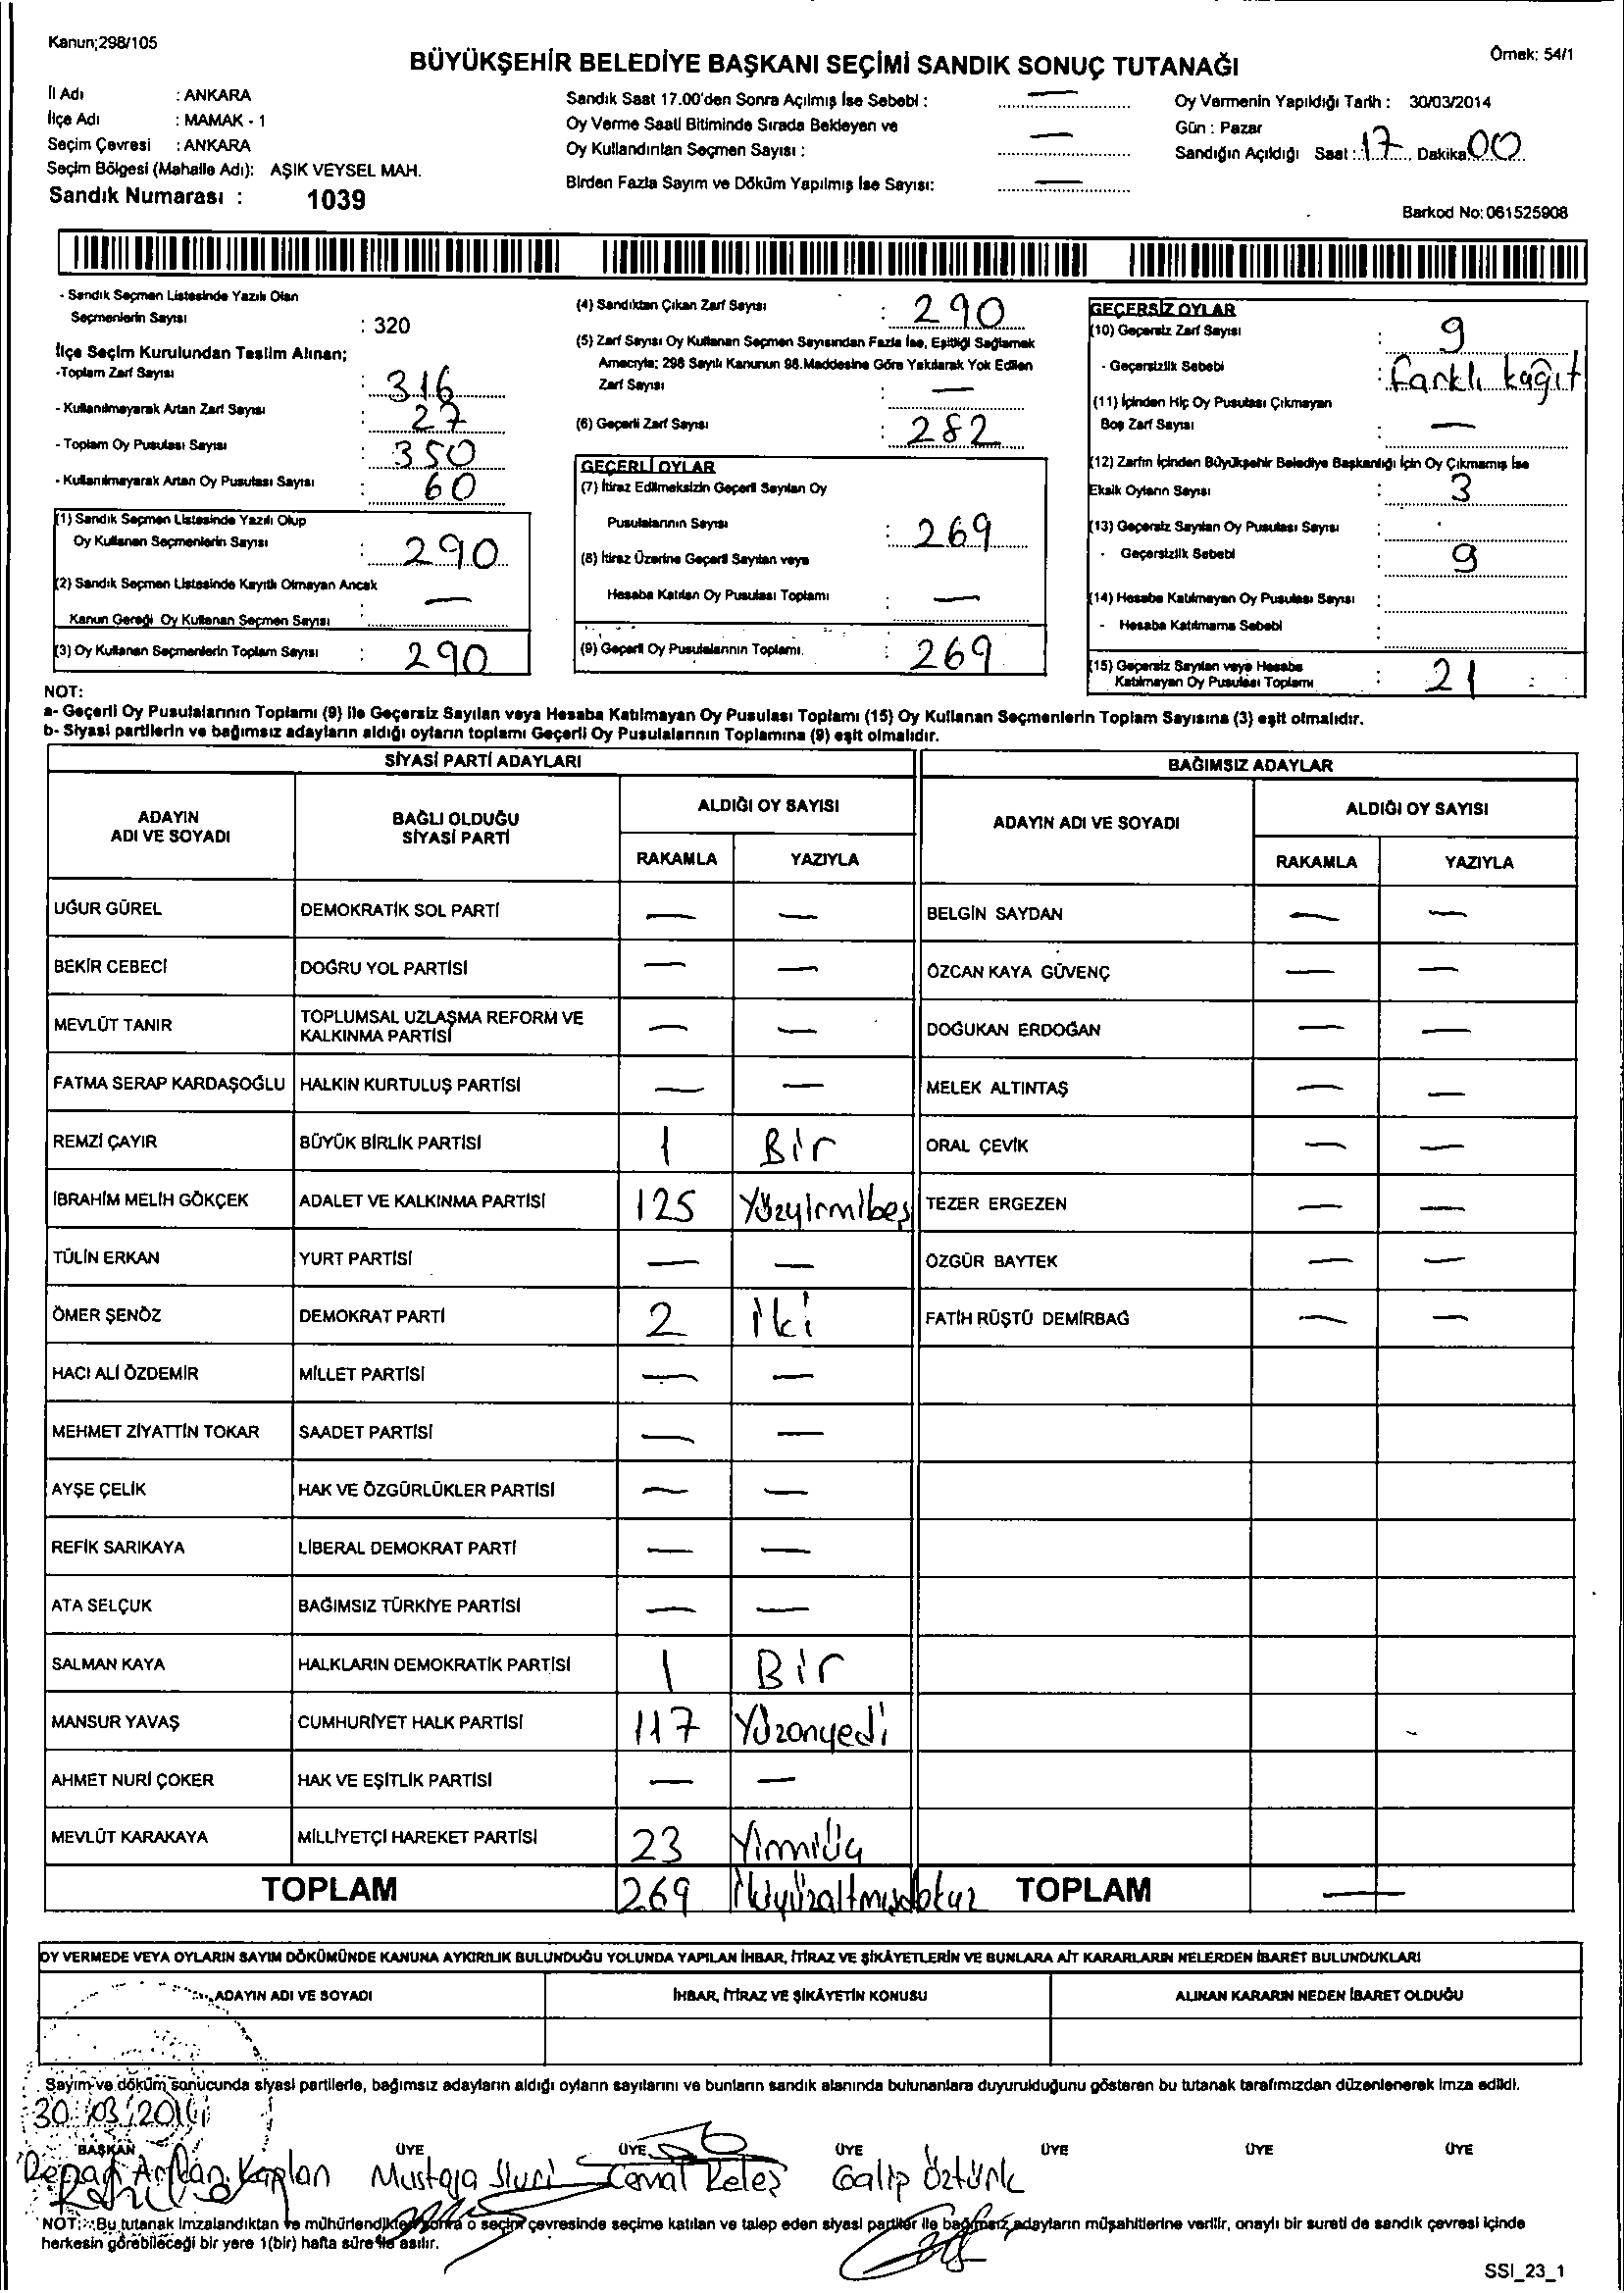 Kanun;298/105
BÜYÜKŞEHİR BELEDİYE BAŞKANI SEÇİMİ SANDIK SONUÇ TUTANAĞI
Örnek: 54/1
İl Adı : ANKARA
İlçe Adı : MAMAK - 1
Seçim Çevresi : ANKARA
Seçim Bölgesi (Mahalle Adı): AŞIK VEYSEL MAH.
Sandık Numarası : 1039
Sandık Saat 17.00'den Sonra Açılmış İse Sebebi : —
Oy Verme Saati Bitiminde Sırada Bekleyen ve
Oy Kullandırılan Seçmen Sayısı : —
Birden Fazla Sayım ve Döküm Yapılmış İse Sayısı: —
Oy Vermenin Yapıldığı Tarih : 30/03/2014
Gün : Pazar
Sandığın Açıldığı Saat : 17 Dakika 00
Barkod No: 061525908
- Sandık Seçmen Listesinde Yazılı Olan
Seçmenlerin Sayısı : 320
İlçe Seçim Kurulundan Teslim Alınan;
-Toplam Zarf Sayısı : 316
- Kullanılmayarak Artan Zarf Sayısı : 27
- Toplam Oy Pusulası Sayısı : 350
- Kullanılmayarak Artan Oy Pusulası Sayısı : 60
(1) Sandık Seçmen Listesinde Yazılı Olup
Oy Kullanan Seçmenlerin Sayısı : 290
(2) Sandık Seçmen Listesinde Kayıtlı Olmayan Ancak
Kanun Gereği Oy Kullanan Seçmen Sayısı : —
(3) Oy Kullanan Seçmenlerin Toplam Sayısı : 290
(4) Sandıktan Çıkan Zarf Sayısı : 290
(5) Zarf Sayısı Oy Kullanan Seçmen Sayısından Fazla İse, Eşitliği Sağlamak
Amacıyla; 298 Sayılı Kanunun 98.Maddesine Göre Yakılarak Yok Edilen
Zarf Sayısı : —
(6) Geçerli Zarf Sayısı : 282
GEÇERLİ OYLAR
(7) İtiraz Edilmeksizin Geçerli Sayılan Oy
Pusulalarının Sayısı : 269
(8) İtiraz Üzerine Geçerli Sayılan veya
Hesaba Katılan Oy Pusulası Toplamı : —
(9) Geçerli Oy Pusulalarının Toplamı. : 269
GEÇERSİZ OYLAR
(10) Geçersiz Zarf Sayısı : 9
- Geçersizlik Sebebi : farklı kağıt
(11) İçinden Hiç Oy Pusulası Çıkmayan
Boş Zarf Sayısı : —
(12) Zarfın İçinden Büyükşehir Belediye Başkanlığı İçin Oy Çıkmamış İse
Eksik Oyların Sayısı : 3
(13) Geçersiz Sayılan Oy Pusulası Sayısı :
- Geçersizlik Sebebi : 9
(14) Hesaba Katılmayan Oy Pusulası Sayısı :
- Hesaba Katılmama Sebebi :
(15) Geçersiz Sayılan veya Hesaba
Katılmayan Oy Pusulası Toplamı : 21
NOT:
a- Geçerli Oy Pusulalarının Toplamı (9) ile Geçersiz Sayılan veya Hesaba Katılmayan Oy Pusulası Toplamı (15) Oy Kullanan Seçmenlerin Toplam Sayısına (3) eşit olmalıdır.
b- Siyasi partilerin ve bağımsız adayların aldığı oyların toplamı Geçerli Oy Pusulalarının Toplamına (9) eşit olmalıdır.
SİYASİ PARTİ ADAYLARI BAĞIMSIZ ADAYLAR
ADAYIN ADI VE SOYADI BAĞLI OLDUĞU SİYASİ PARTİ ALDIĞI OY SAYISI ADAYIN ADI VE SOYADI ALDIĞI OY SAYISI
RAKAMLA YAZIYLA RAKAMLA YAZIYLA
UĞUR GÜREL DEMOKRATİK SOL PARTİ — — BELGİN SAYDAN — —
BEKİR CEBECİ DOĞRU YOL PARTİSİ — — ÖZCAN KAYA GÜVENÇ — —
MEVLÜT TANIR TOPLUMSAL UZLAŞMA REFORM VE KALKINMA PARTİSİ — — DOĞUKAN ERDOĞAN — —
FATMA SERAP KARDAŞOĞLU HALKIN KURTULUŞ PARTİSİ — — MELEK ALTINTAŞ — —
REMZİ ÇAYIR BÜYÜK BİRLİK PARTİSİ 1 Bir ORAL ÇEVİK — —
İBRAHİM MELİH GÖKÇEK ADALET VE KALKINMA PARTİSİ 125 Yüzyirmibeş TEZER ERGEZEN — —
TÜLİN ERKAN YURT PARTİSİ — — ÖZGÜR BAYTEK — —
ÖMER ŞENÖZ DEMOKRAT PARTİ 2 iki FATİH RÜŞTÜ DEMİRBAĞ — —
HACI ALİ ÖZDEMİR MİLLET PARTİSİ — —
MEHMET ZİYATTİN TOKAR SAADET PARTİSİ — —
AYŞE ÇELİK HAK VE ÖZGÜRLÜKLER PARTİSİ — —
REFİK SARIKAYA LİBERAL DEMOKRAT PARTİ — —
ATA SELÇUK BAĞIMSIZ TÜRKİYE PARTİSİ — —
SALMAN KAYA HALKLARIN DEMOKRATİK PARTİSİ 1 Bir
MANSUR YAVAŞ CUMHURİYET HALK PARTİSİ 117 Yüzonyedi
AHMET NURİ ÇOKER HAK VE EŞİTLİK PARTİSİ — —
MEVLÜT KARAKAYA MİLLİYETÇİ HAREKET PARTİSİ 23 Yirmiüç
TOPLAM 269 ikiyüzaltmışdokuz TOPLAM —
OY VERMEDE VEYA OYLARIN SAYIM DÖKÜMÜNDE KANUNA AYKIRILIK BULUNDUĞU YOLUNDA YAPILAN İHBAR, İTİRAZ VE ŞİKÂYETLERİN VE BUNLARA AİT KARARLARIN NELERDEN İBARET BULUNDUKLARI
ADAYIN ADI VE SOYADI İHBAR, İTİRAZ VE ŞİKÂYETİN KONUSU ALINAN KARARIN NEDEN İBARET OLDUĞU
Sayım ve döküm sonucunda siyasi partilerle, bağımsız adayların aldığı oyların sayılarını ve bunların sandık alanında bulunanlara duyurulduğunu gösteren bu tutanak tarafımızdan düzenlenerek imza edildi.
30/03/2014
BAŞKAN ÜYE ÜYE ÜYE ÜYE ÜYE ÜYE
Kaplan Mustafa Cemal Keleş Galip Öztürk
NOT: Bu tutanak imzalandıktan ve mühürlendikten sonra o seçim çevresinde seçime katılan ve talep eden siyasi partiler ile bağımsız adayların müşahitlerine verilir, onaylı bir sureti de sandık çevresi içinde
herkesin görebileceği bir yere 1(bir) hafta süre ile asılır.
SSI_23_1